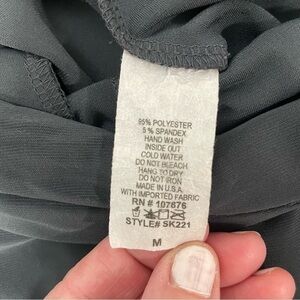 95% POLYESTER
5% SPANDEX
HAND WASH
INSIDE OUT
COLD WATER
DO NOT BLEACH
HANG TO DRY
DO NOT IRON
MADE IN U.S.A
WITH IMPORTED FABRIC
RN # 107676
STYLE# SK221
M